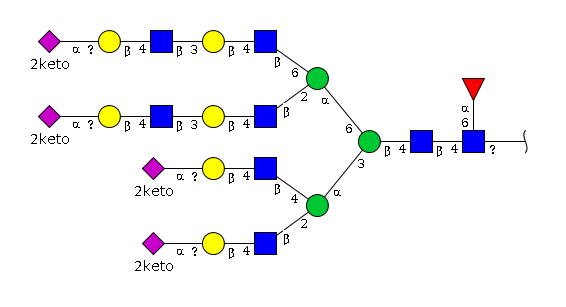 α ? β 4 β 3 β 4
2keto
β 6
α ? β 4 β 3 β 4 2 α
2keto β
α
6 6
β 4 β 4 ?
α ? β 4 3
2keto β 4 α
2
α ? β 4 β
2keto